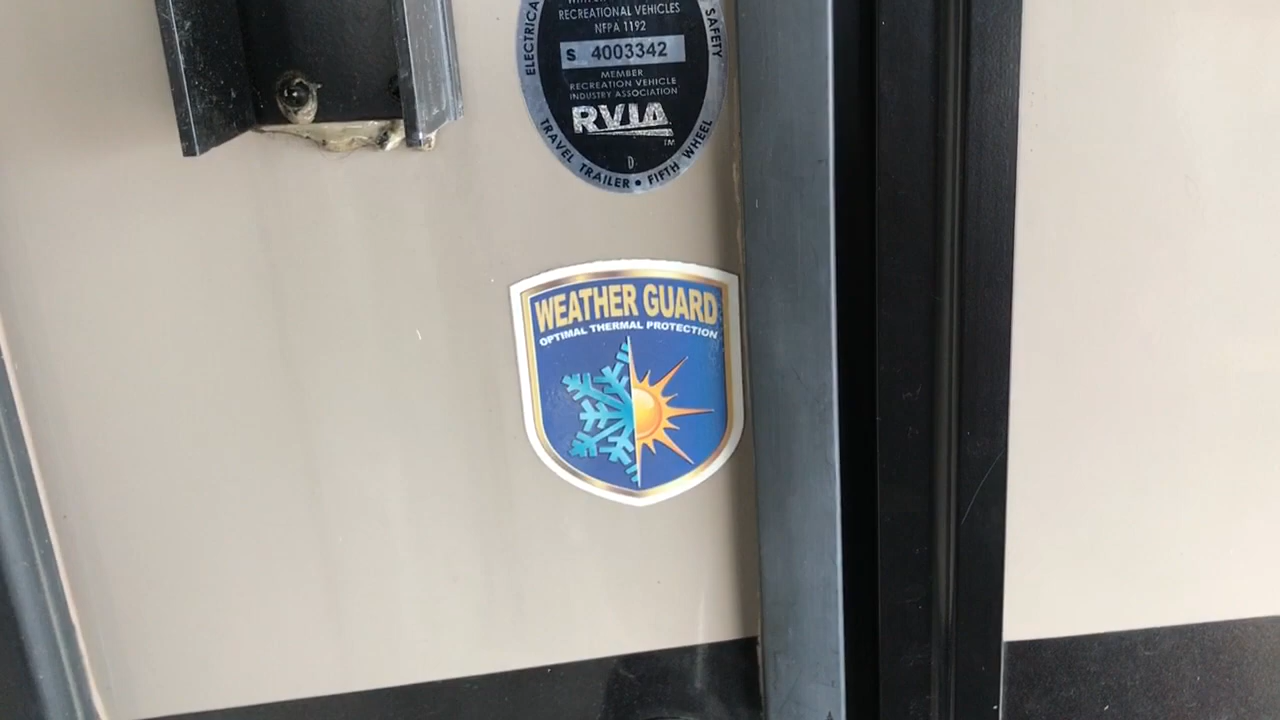 RECREATIONAL VEHICLES
NFPA 1192
ELECTRICA
SAFETY
S 4003342
MEMBER
RECREATION VEHICLE
INDUSTRY ASSOCIATION
RVIA
TM
D
TRAVEL TRAILER • FIFTH WHEEL
WEATHER GUARD
OPTIMAL THERMAL PROTECTION